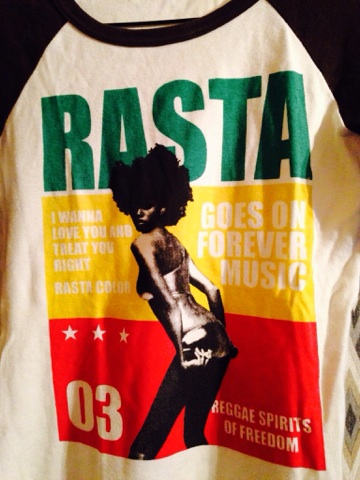 RASTA
I WANNA
LOVE YOU AND
TREAT YOU
RIGHT
RASTA COLOR
GOES ON
FOREVER
MUSIC
03
REGGAE SPIRITS
OF FREEDOM